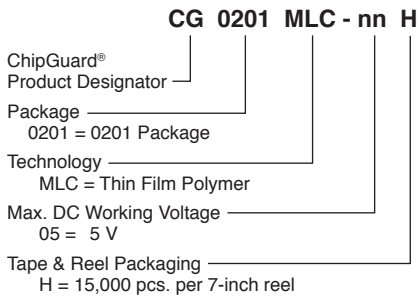 CG 0201 MLC - nn H
ChipGuard®
Product Designator
Package
0201 = 0201 Package
Technology
MLC = Thin Film Polymer
Max. DC Working Voltage
05 = 5 V
Tape & Reel Packaging
H = 15,000 pcs. per 7-inch reel